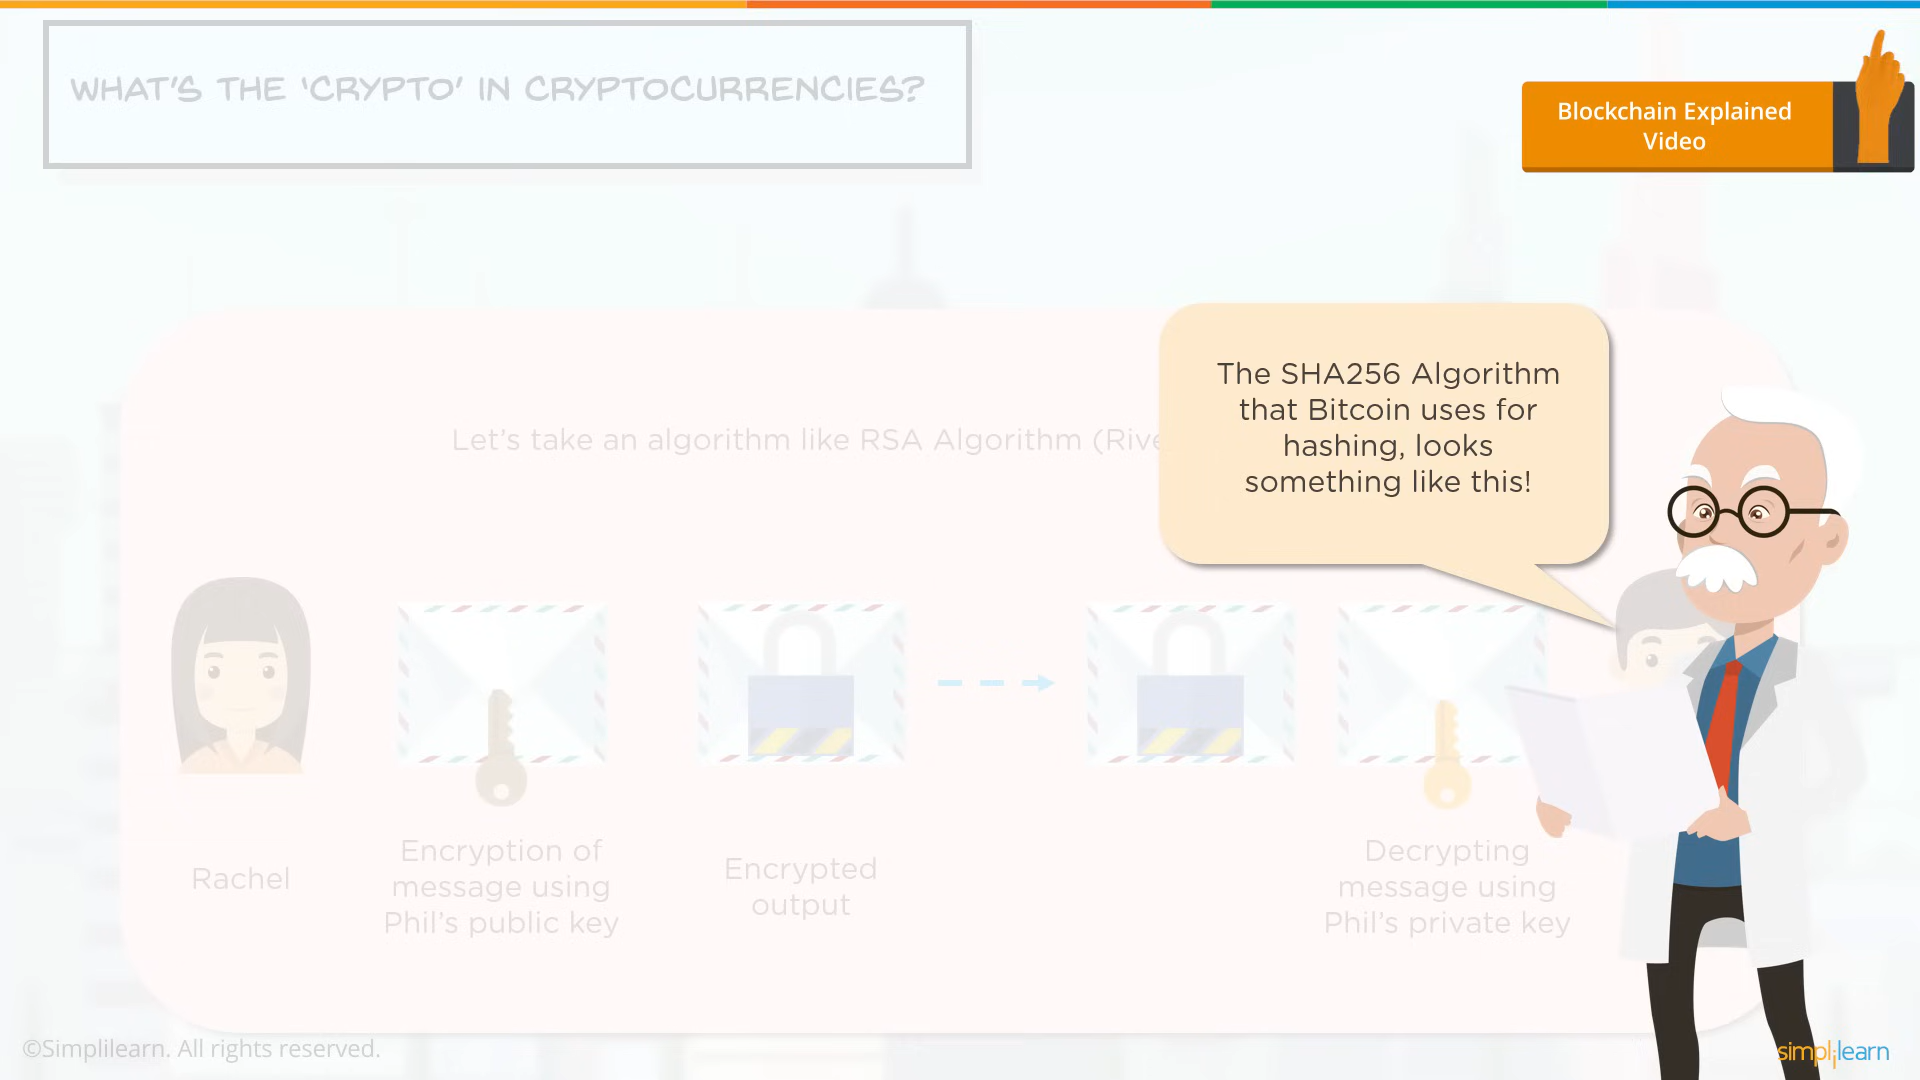 WHAT'S THE 'CRYPTO' IN CRYPTOCURRENCIES?
Blockchain Explained
Video
The SHA256 Algorithm
that Bitcoin uses for
hashing, looks
something like this!
Let's take an algorithm like RSA Algorithm
Rachel
Encryption of
message using
Phil's public key
Encrypted
output
Decrypting
message using
Phil's private key
©Simplilearn. All rights reserved.
simplilearn